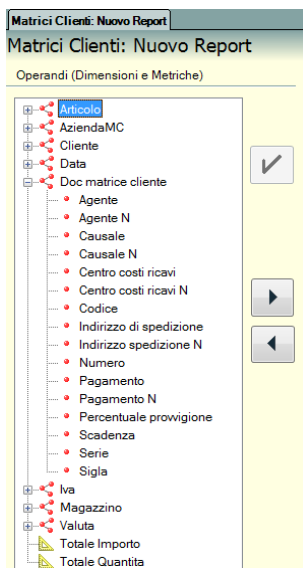 Matrici Clienti: Nuovo Report
Matrici Clienti: Nuovo Report
Operandi (Dimensioni e Metriche)
Articolo
AziendaMC
Cliente
Data
Doc matrice cliente
Agente
Agente N
Causale
Causale N
Centro costi ricavi
Centro costi ricavi N
Codice
Indirizzo di spedizione
Indirizzo spedizione N
Numero
Pagamento
Pagamento N
Percentuale provvigione
Scadenza
Serie
Sigla
Iva
Magazzino
Valuta
Totale Importo
Totale Quantita